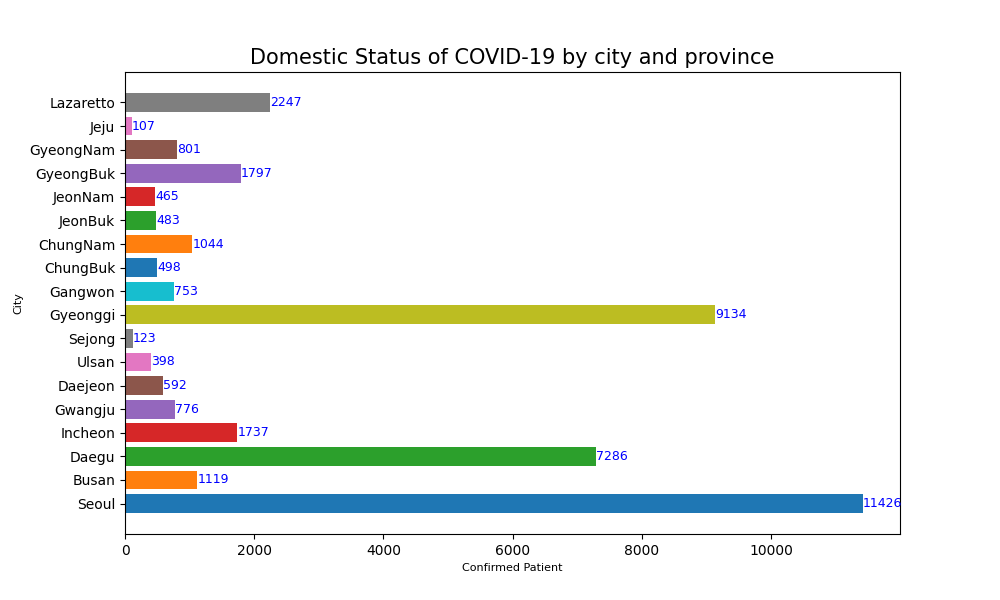 Domestic Status of COVID-19 by city and province
Lazaretto 2247
Jeju 107
GyeongNam 801
GyeongBuk 1797
JeonNam 465
JeonBuk 483
ChungNam 1044
ChungBuk 498
Gangwon 753
Gyeonggi 9134
Sejong 123
Ulsan 398
Daejeon 592
Gwangju 776
Incheon 1737
Daegu 7286
Busan 1119
Seoul 11426
City
0 2000 4000 6000 8000 10000
Confirmed Patient